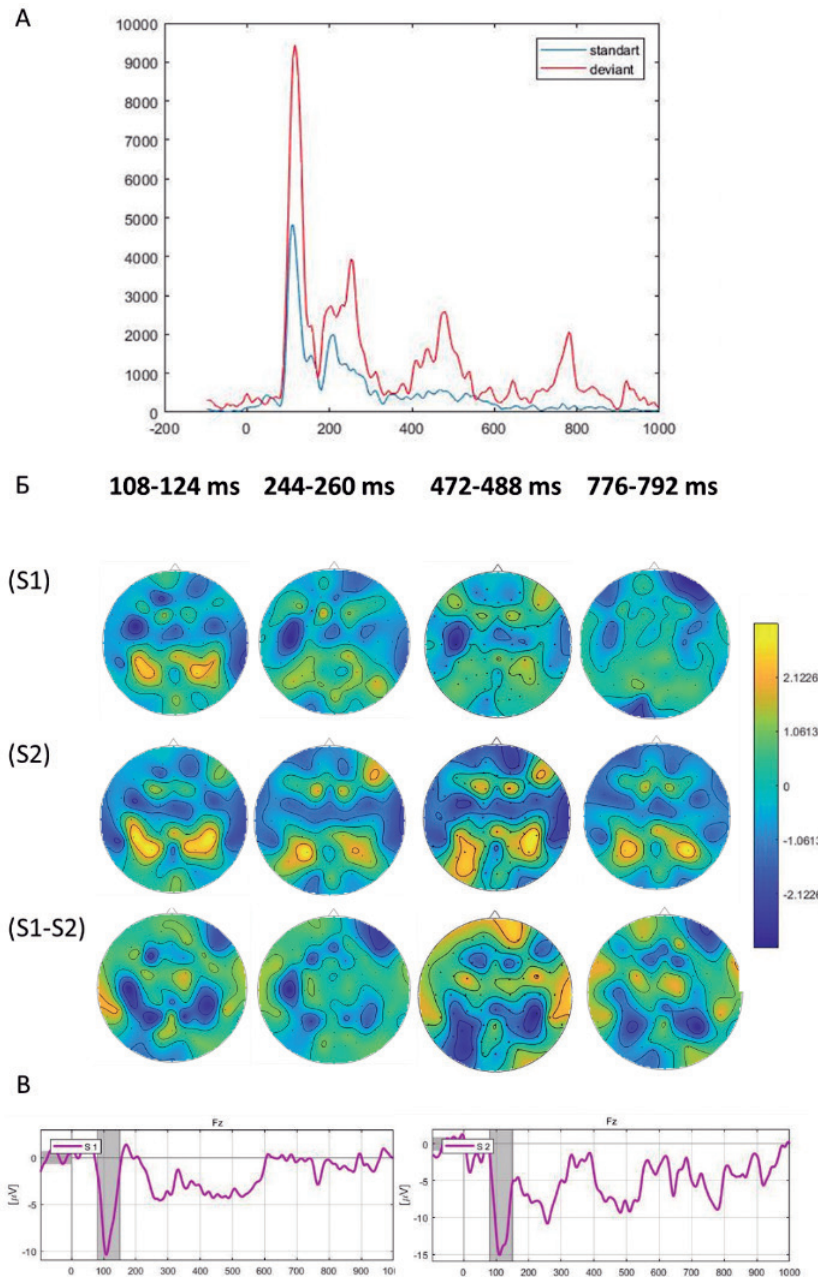 А
10000
9000
8000
7000
6000
5000
4000
3000
2000
1000
0
standart
deviant
-200 0 200 400 600 800 1000
Б 108-124 ms 244-260 ms 472-488 ms 776-792 ms
(S1)
(S2)
(S1-S2)
2.1226
1.0613
0
-1.0613
-2.1226
В
Fz
S 1
[µV]
0
-5
-10
0 100 200 300 400 500 600 700 800 900 1000
Fz
S 2
[µV]
0
-5
-10
-15
0 100 200 300 400 500 600 700 800 900 1000